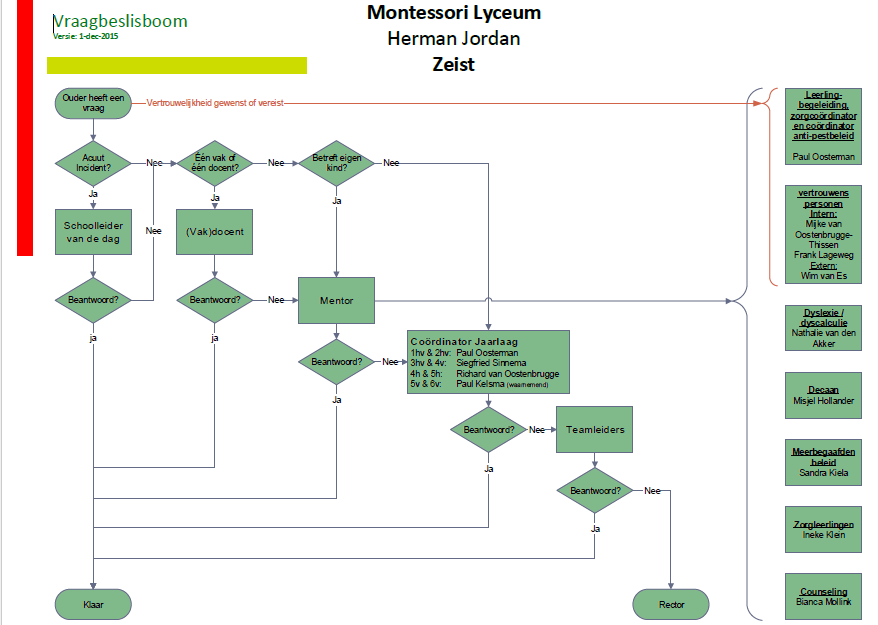 Vraagbeslisboom
Versie: 1-dec-2015
Montessori Lyceum
Herman Jordan
Zeist
Ouder heeft een
vraag
Vertrouwelijkheid gewenst of vereist
Acuut
Incident?
Nee
Één vak of
één docent?
Nee
Betreft eigen
kind?
Nee
Ja
Ja
Ja
Schoolleider
van de dag
Nee
(Vak)docent
Beantwoord?
Beantwoord?
Nee
Mentor
ja
ja
Beantwoord?
Nee
Ja
Coördinator Jaarlaag
1hv & 2hv: Paul Oosterman
3hv & 4v: Siegfried Sinnema
4h & 5h: Richard van Oostenbrugge
5v & 6v: Paul Kelsma (waarnemend)
Beantwoord?
Nee
Teamleiders
Ja
Beantwoord?
Nee
Ja
Klaar
Rector
Leerling-
begeleiding,
zorgcoördinator
en coördinator
anti-pestbeleid
Paul Oosterman
vertrouwens
personen
Intern:
Mijke van
Oostenbrugge-
Thissen
Frank Lageweg
Extern:
Wim van Es
Dyslexie /
dyscalculie
Nathalie van den
Akker
Decaan
Misjel Hollander
Meerbegaafden
beleid
Sandra Kiela
Zorgleerlingen
Ineke Klein
Counseling
Bianca Mollink